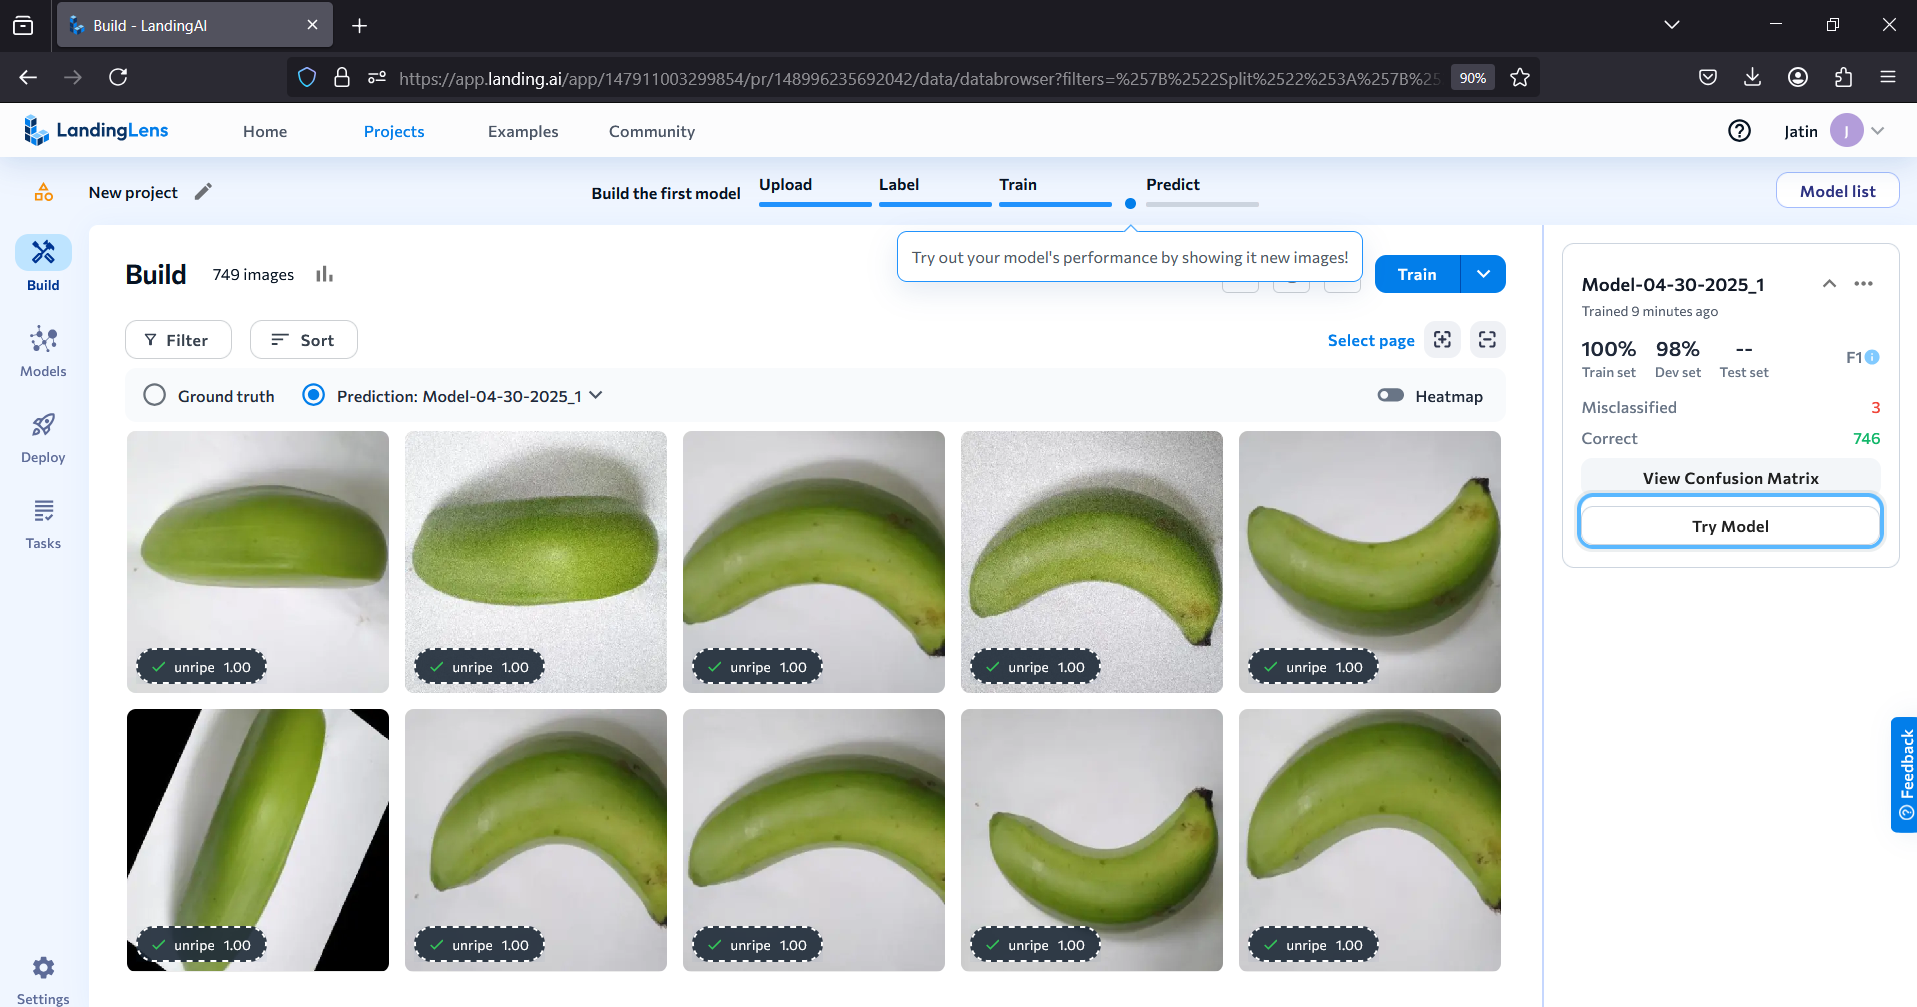 Build - LandingAI
https://app.landing.ai/app/147911003299854/pr/148996235692042/data/databrowser?filters=%257B%2522Split%2522%253A%257B%25
90%
LandingLens
Home
Projects
Examples
Community
Jatin
J
New project
Build the first model
Upload
Label
Train
Predict
Model list
Try out your model's performance by showing it new images!
Build
Models
Deploy
Tasks
Settings
Build
749 images
Train
Filter
Sort
Select page
Ground truth
Prediction: Model-04-30-2025_1
Heatmap
unripe 1.00
unripe 1.00
unripe 1.00
unripe 1.00
unripe 1.00
unripe 1.00
unripe 1.00
unripe 1.00
unripe 1.00
unripe 1.00
Model-04-30-2025_1
Trained 9 minutes ago
100% 98% --
Train set Dev set Test set
F1
Misclassified 3
Correct 746
View Confusion Matrix
Try Model
Feedback